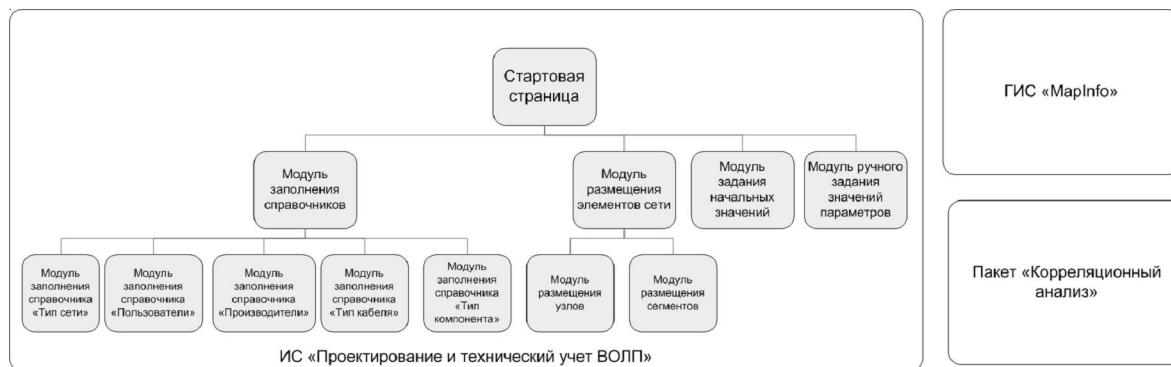 Стартовая
страница
ГИС «MapInfo»
Модуль
заполнения
справочников
Модуль
размещения
элементов сети
Модуль
задания
начальных
значений
Модуль ручного
задания
значений
параметров
Модуль
заполнения
справочника
«Тип сети»
Модуль
заполнения
справочника
«Пользователи»
Модуль
заполнения
справочника
«Производители»
Модуль
заполнения
справочника
«Тип кабеля»
Модуль
заполнения
справочника
«Тип
компонента»
Модуль
размещения
узлов
Модуль
размещения
сегментов
Пакет «Корреляционный
анализ»
ИС «Проектирование и технический учет ВОЛП»